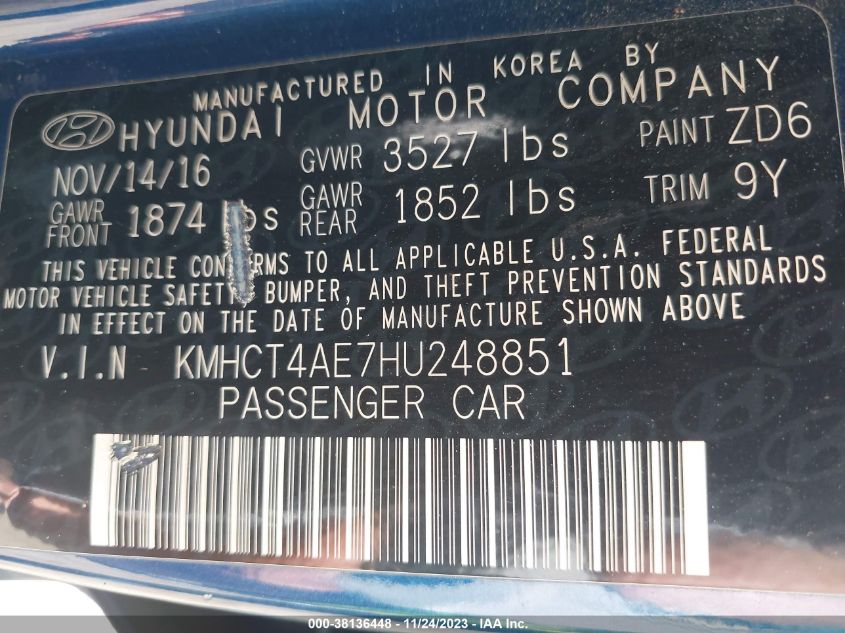 MANUFACTURED IN KOREA BY
HYUNDAI MOTOR COMPANY
NOV/14/16 GVWR 3527 lbs PAINT ZD6
GAWR FRONT 1874 lbs GAWR REAR 1852 lbs TRIM 9Y
THIS VEHICLE CONFORMS TO ALL APPLICABLE U.S.A. FEDERAL
MOTOR VEHICLE SAFETY BUMPER, AND THEFT PREVENTION STANDARDS
IN EFFECT ON THE DATE OF MANUFACTURE SHOWN ABOVE
V.I.N KMHCT4AE7HU248851
PASSENGER CAR
000-38136448 - 11/24/2023 - IAA Inc.